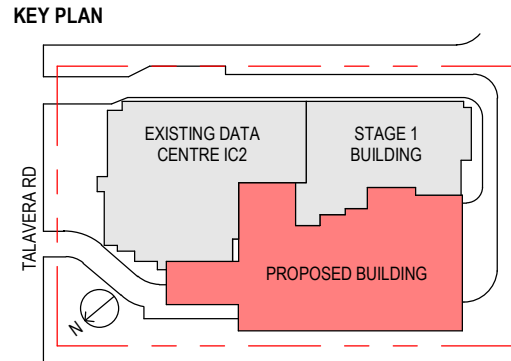 KEY PLAN
EXISTING DATA
CENTRE IC2
STAGE 1
BUILDING
TALAVERA RD
PROPOSED BUILDING
N